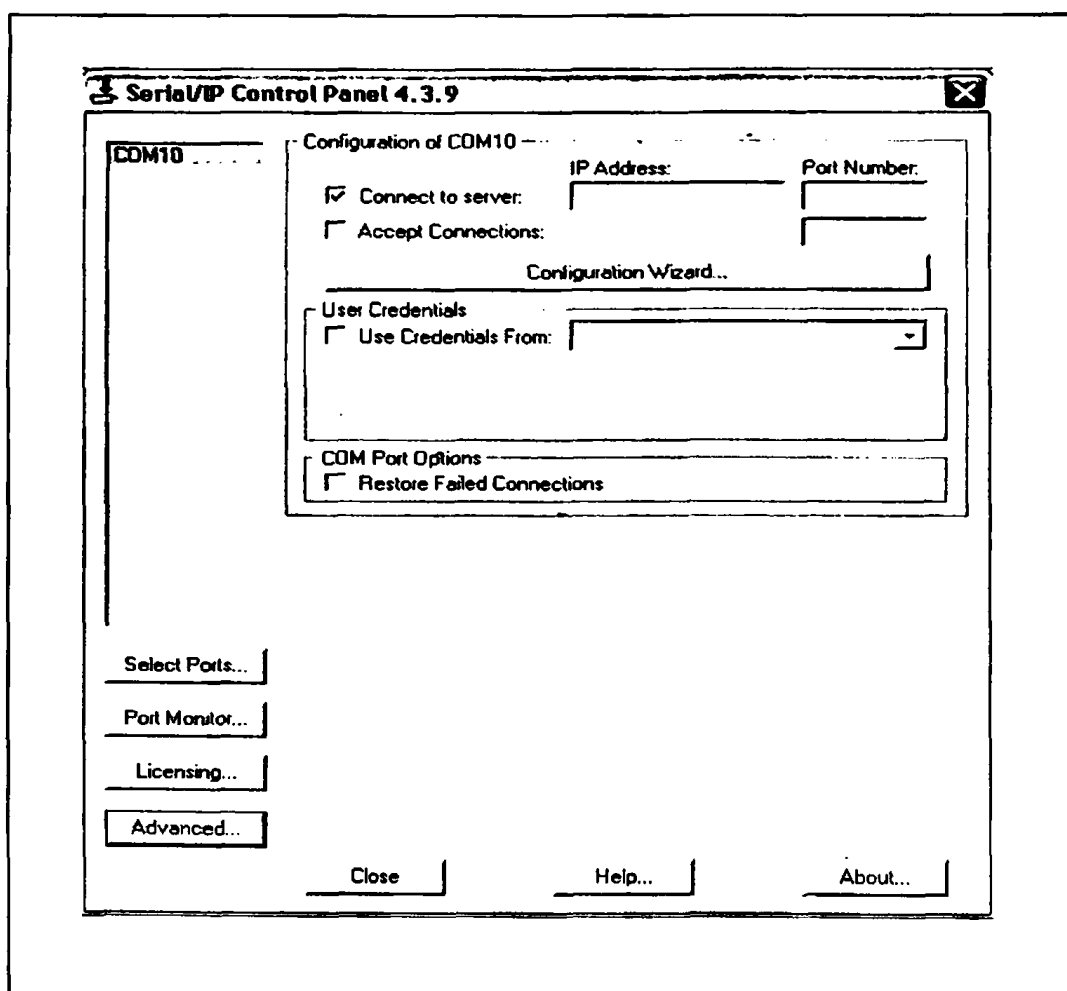 Serial/IP Control Panel 4.3.9
COM10
Configuration of COM10
IP Address:
Port Number:
Connect to server:
Accept Connections:
Configuration Wizard...
User Credentials
Use Credentials From:
COM Port Options
Restore Failed Connections
Select Ports...
Port Monitor...
Licensing...
Advanced...
Close
Help...
About...